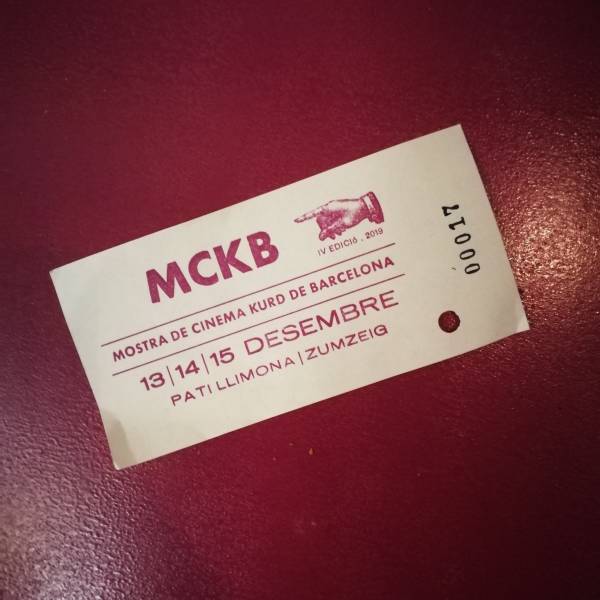 MCKB
IV EDICIÓ . 2019
MOSTRA DE CINEMA KURD DE BARCELONA
13|14|15 DESEMBRE
PATI LLIMONA|ZUMZEIG
00017